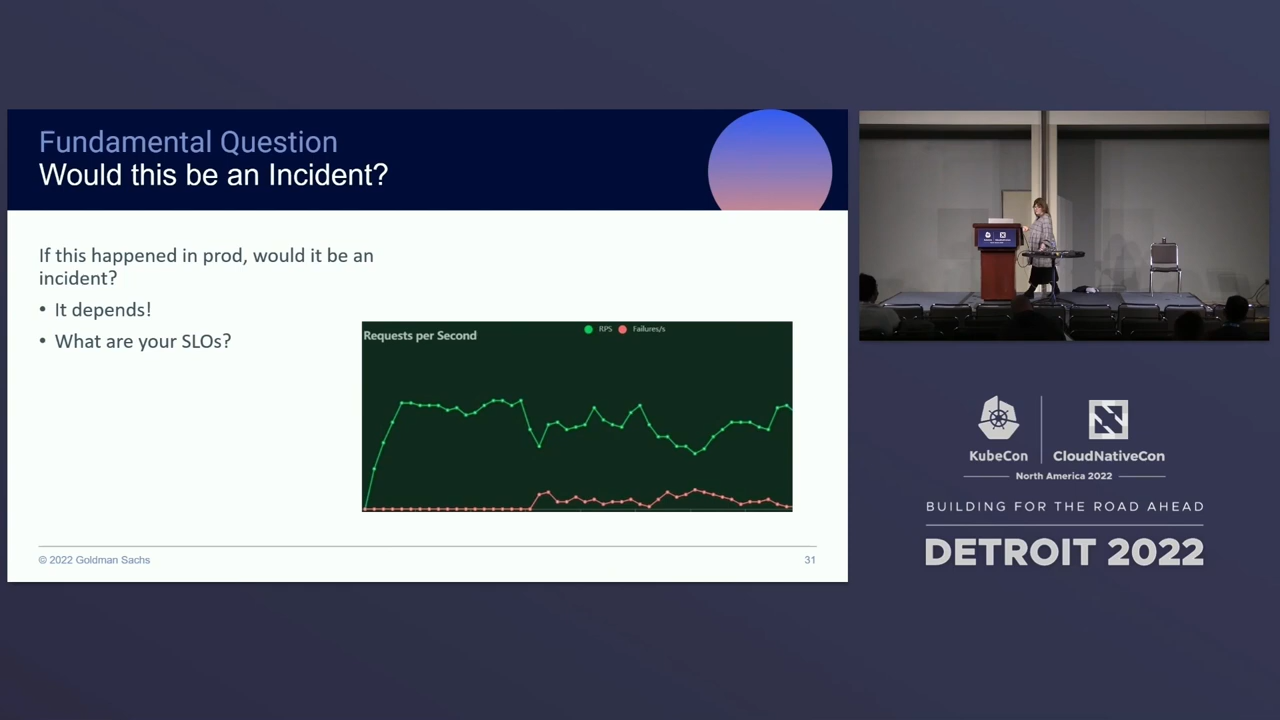 Fundamental Question
Would this be an Incident?
If this happened in prod, would it be an
incident?
• It depends!
• What are your SLOs?
Requests per Second
RPS
Failures/s
© 2022 Goldman Sachs
31
KubeCon
CloudNativeCon
North America 2022
BUILDING FOR THE ROAD AHEAD
DETROIT 2022